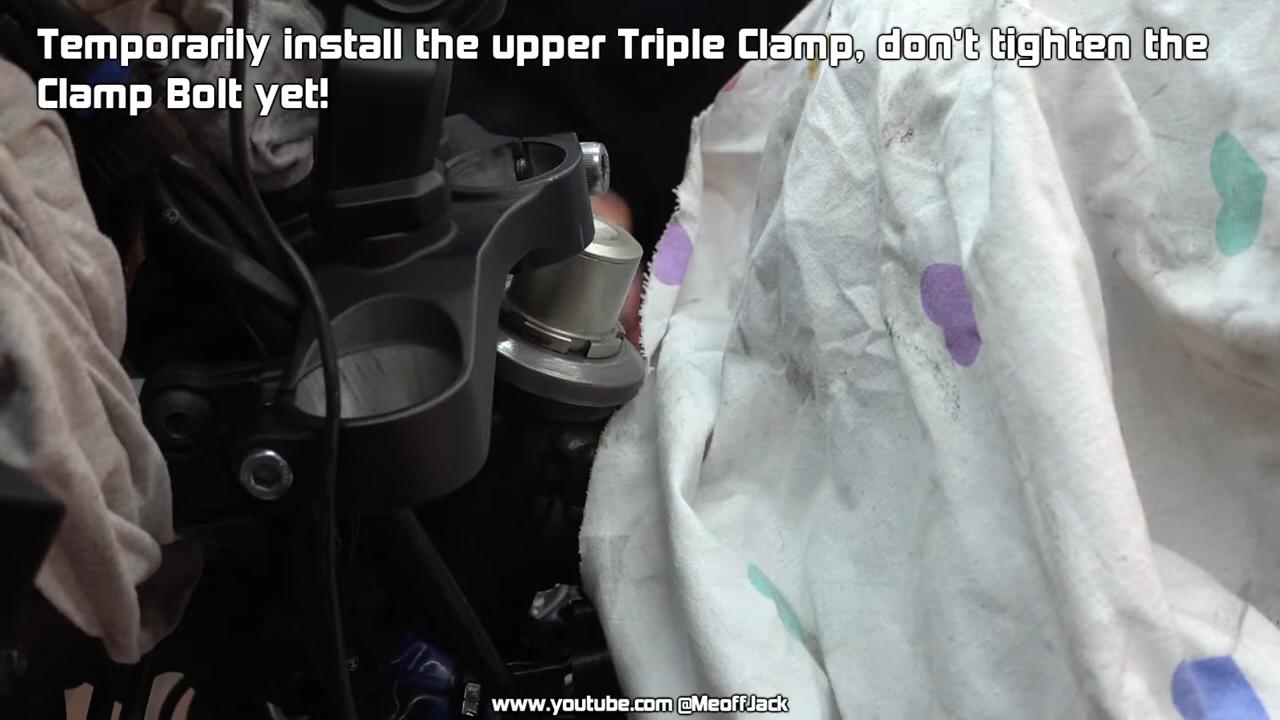 Temporarily install the upper Triple Clamp, don't tighten the
Clamp Bolt yet!
www.youtube.com @MeoffJack